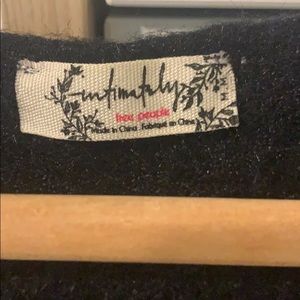 intimately
free people
Made in China Fabriqué en Chine
M